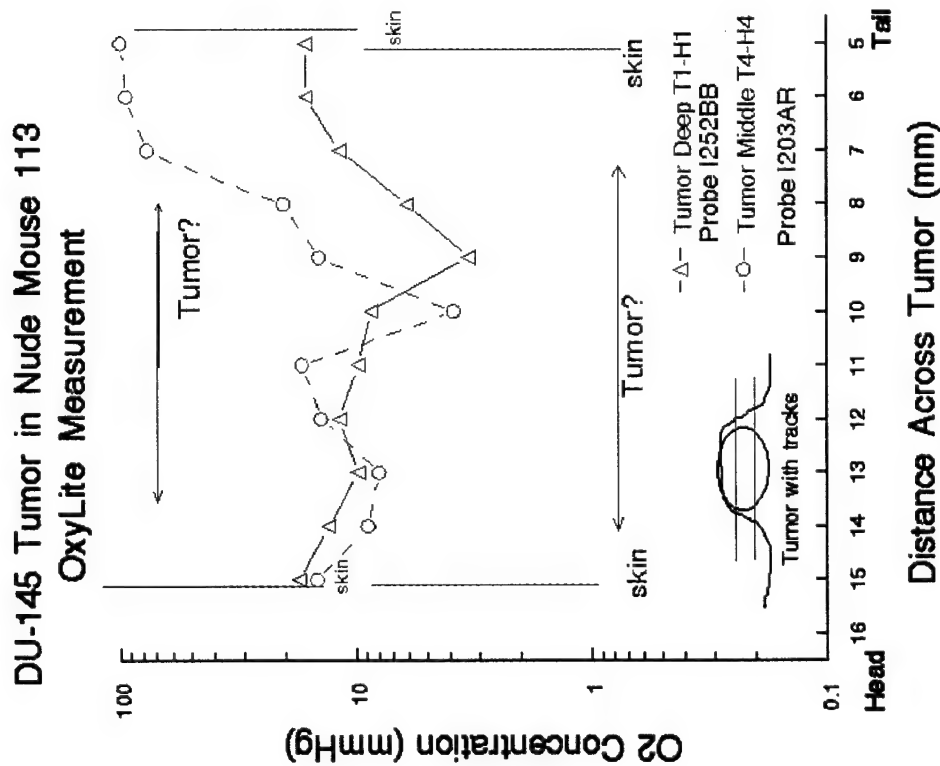 DU-145 Tumor in Nude Mouse 113
OxyLite Measurement
O2 Concentration (mmHg)
100
10
1
0.1
skin
skin
Tumor?
Tumor?
skin
skin
-△- Tumor Deep T1-H1
Probe I252BB
-○- Tumor Middle T4-H4
Probe I203AR
Tumor with tracks
16 15 14 13 12 11 10 9 8 7 6 5
Head Tail
Distance Across Tumor (mm)